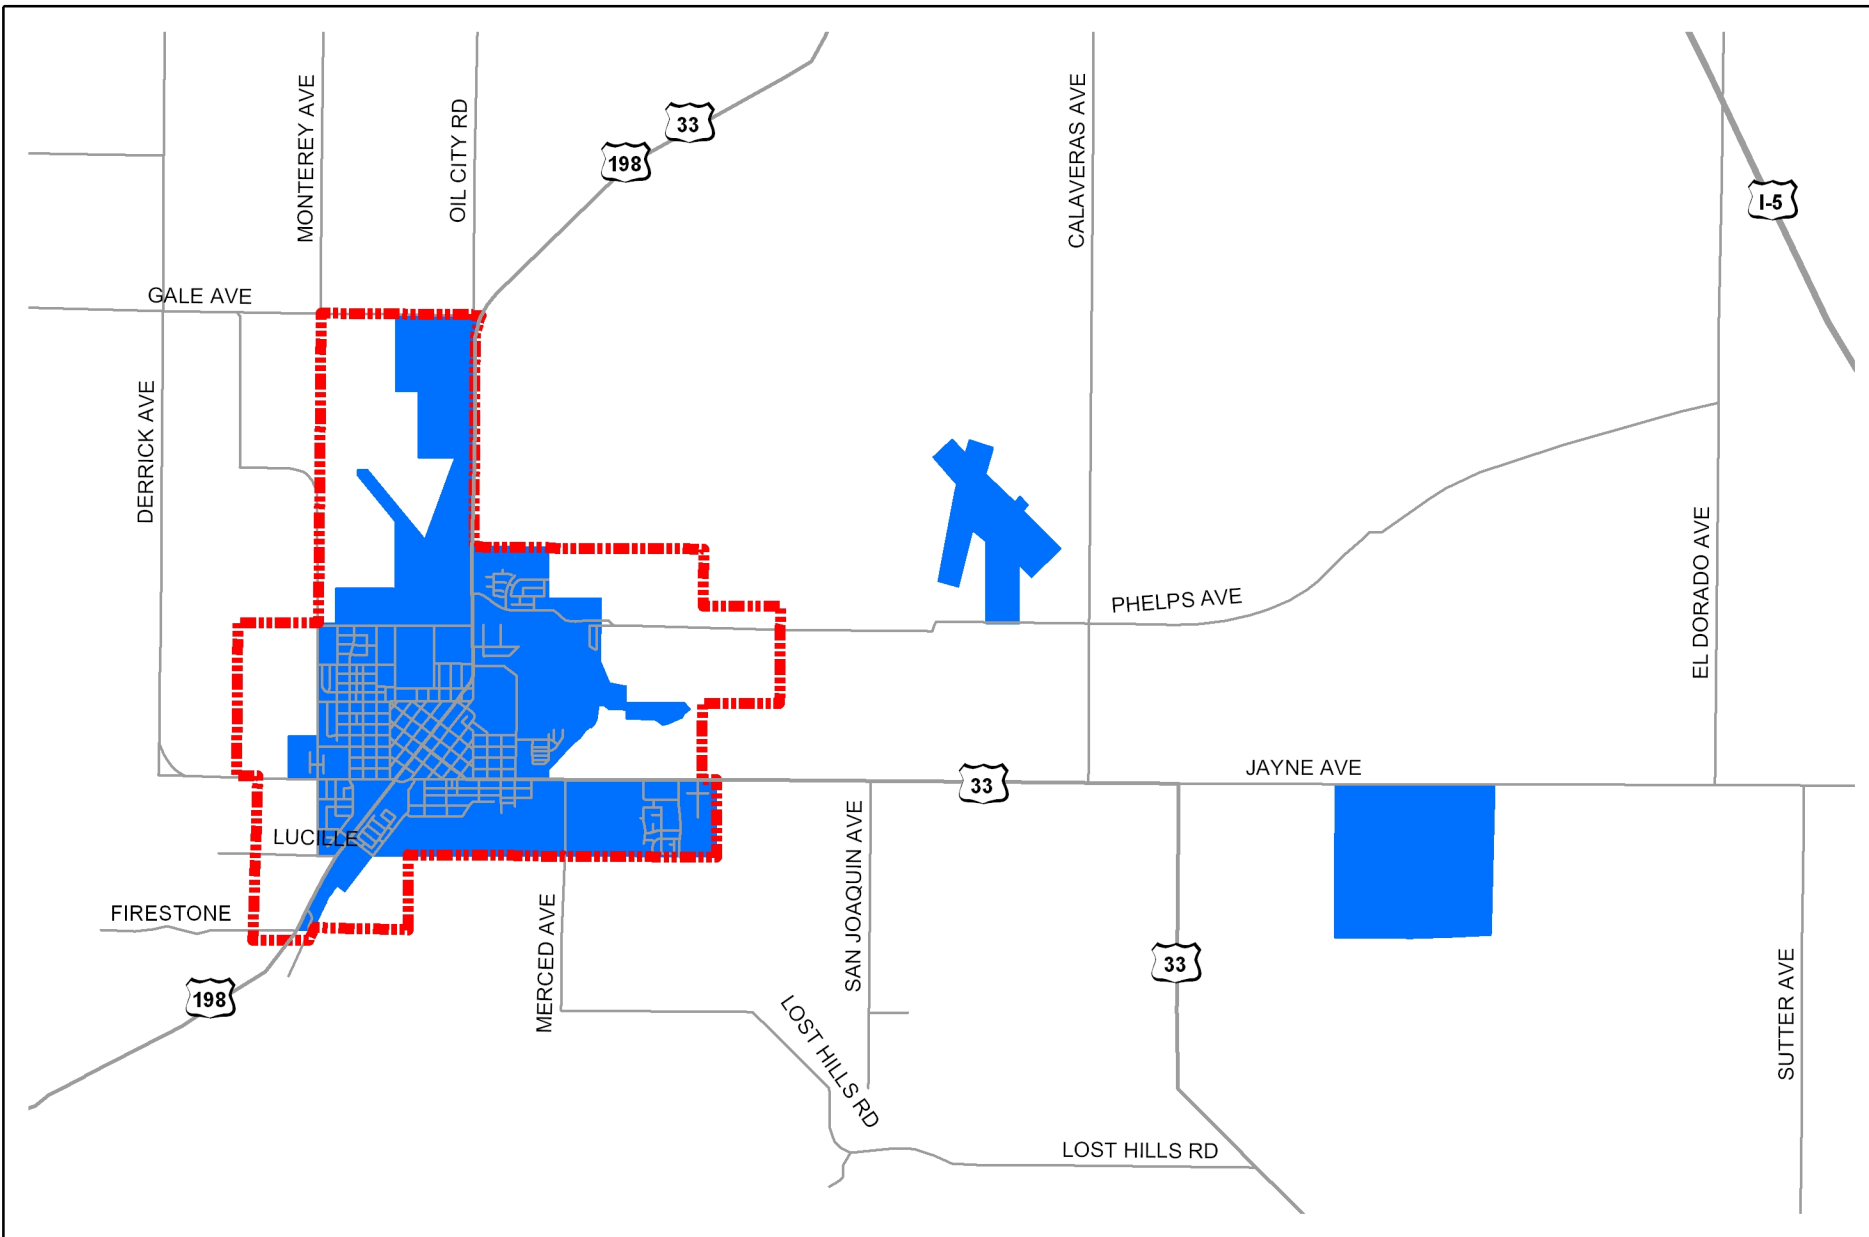 MONTEREY AVE
OIL CITY RD
33
198
CALAVERAS AVE
I-5
GALE AVE
DERRICK AVE
PHELPS AVE
EL DORADO AVE
JAYNE AVE
33
LUCILLE
SAN JOAQUIN AVE
FIRESTONE
MERCED AVE
33
198
LOST HILLS RD
SUTTER AVE
LOST HILLS RD